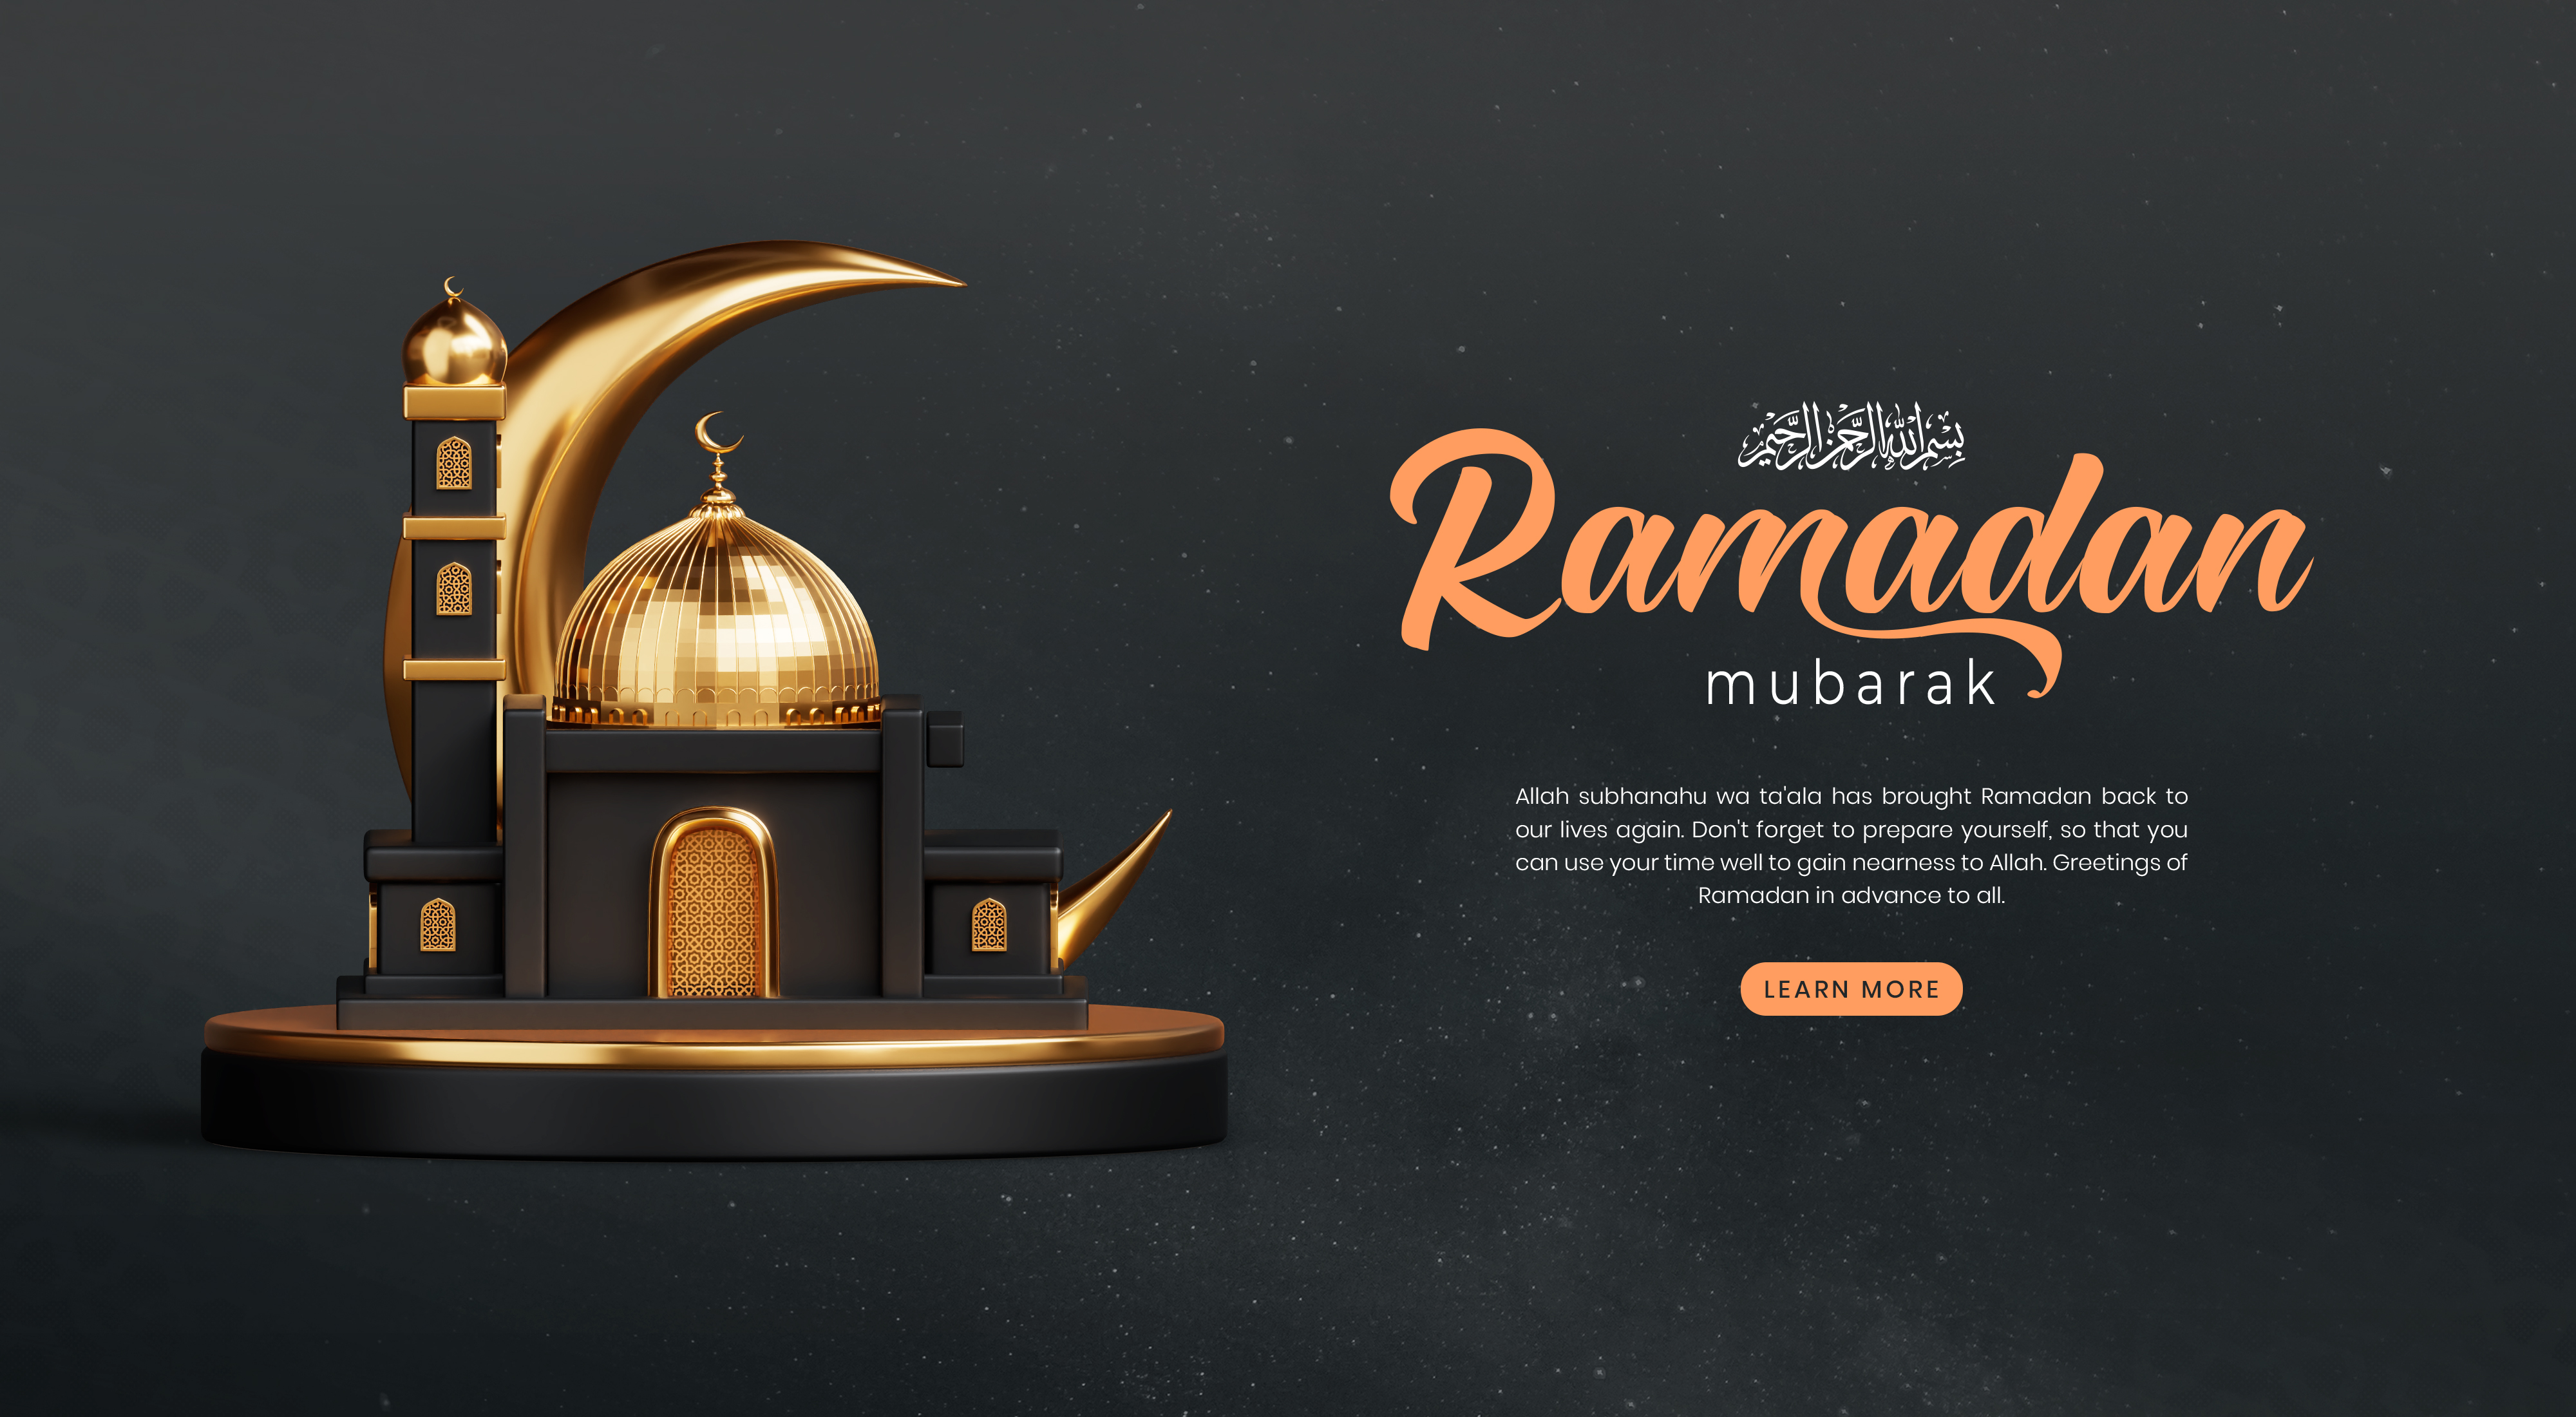 بسم الله الرحمن الرحيم
Ramadan
mubarak
Allah subhanahu wa ta'ala has brought Ramadan back to
our lives again. Don't forget to prepare yourself, so that you
can use your time well to gain nearness to Allah. Greetings of
Ramadan in advance to all.
LEARN MORE